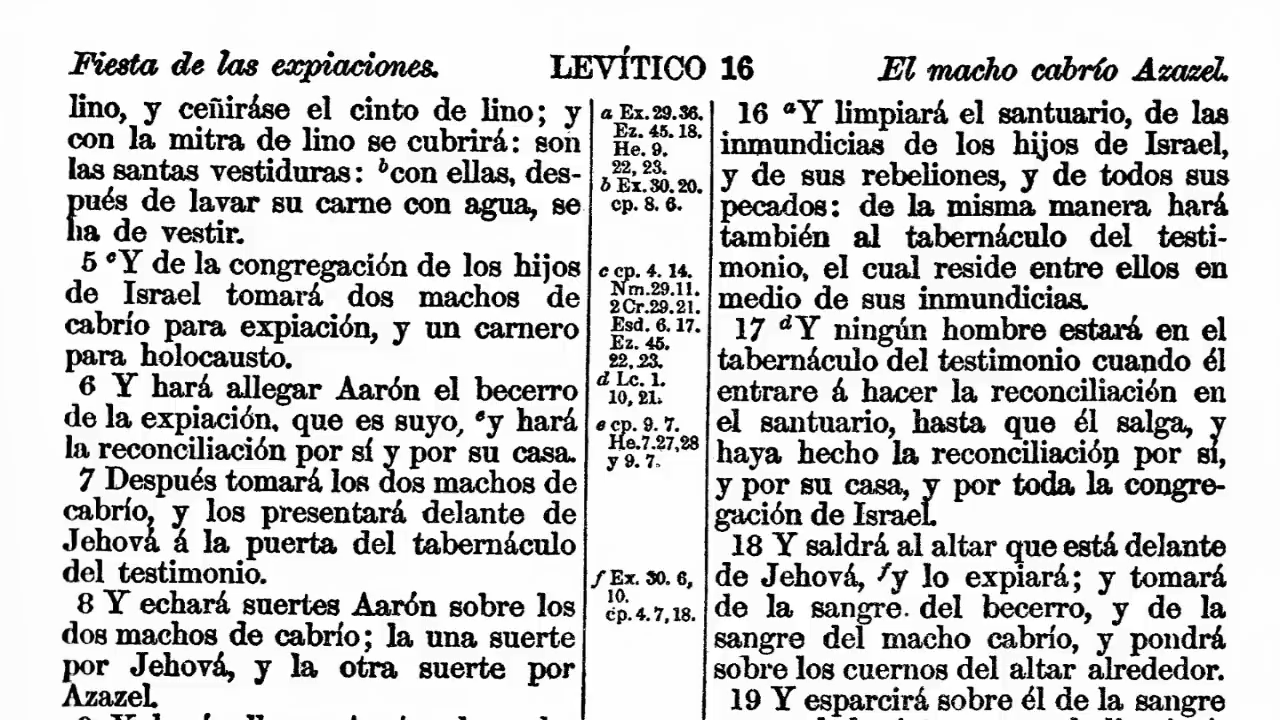 Fiesta de las expiaciones.
LEVÍTICO 16
El macho cabrío Azazel.
lino, y ceñiráse el cinto de lino; y
con la mitra de lino se cubrirá: son
las santas vestiduras: bcon ellas, des-
pués de lavar su carne con agua, se
ha de vestir.
5 cY de la congregación de los hijos
de Israel tomará dos machos de
cabrío para expiación, y un carnero
para holocausto.
6 Y hará allegar Aarón el becerro
de la expiación, que es suyo, ey hará
la reconciliación por sí y por su casa.
7 Después tomará los dos machos de
cabrío, y los presentará delante de
Jehová á la puerta del tabernáculo
del testimonio.
8 Y echará suertes Aarón sobre los
dos machos de cabrío; la una suerte
por Jehová, y la otra suerte por
Azazel.
a Ex. 29. 36.
Ez. 45. 18.
He. 9.
22, 23.
b Ex. 30. 20.
cp. 8. 6.
c cp. 4. 14.
Nm. 29. 11.
2 Cr. 29. 21.
Esd. 6. 17.
Ez. 45.
22, 23.
d Lc. 1.
10, 21.
e cp. 9. 7.
He. 7. 27, 28
y 9. 7.
f Ex. 30. 6,
10.
cp. 4. 7, 18.
16 aY limpiará el santuario, de las
inmundicias de los hijos de Israel,
y de sus rebeliones, y de todos sus
pecados: de la misma manera hará
también al tabernáculo del testi-
monio, el cual reside entre ellos en
medio de sus inmundicias.
17 dY ningún hombre estará en el
tabernáculo del testimonio cuando él
entrare á hacer la reconciliación en
el santuario, hasta que él salga, y
haya hecho la reconciliación por sí,
y por su casa, y por toda la congre-
gación de Israel.
18 Y saldrá al altar que está delante
de Jehová, fy lo expiará; y tomará
de la sangre del becerro, y de la
sangre del macho cabrío, y pondrá
sobre los cuernos del altar alrededor.
19 Y esparcirá sobre él de la sangre